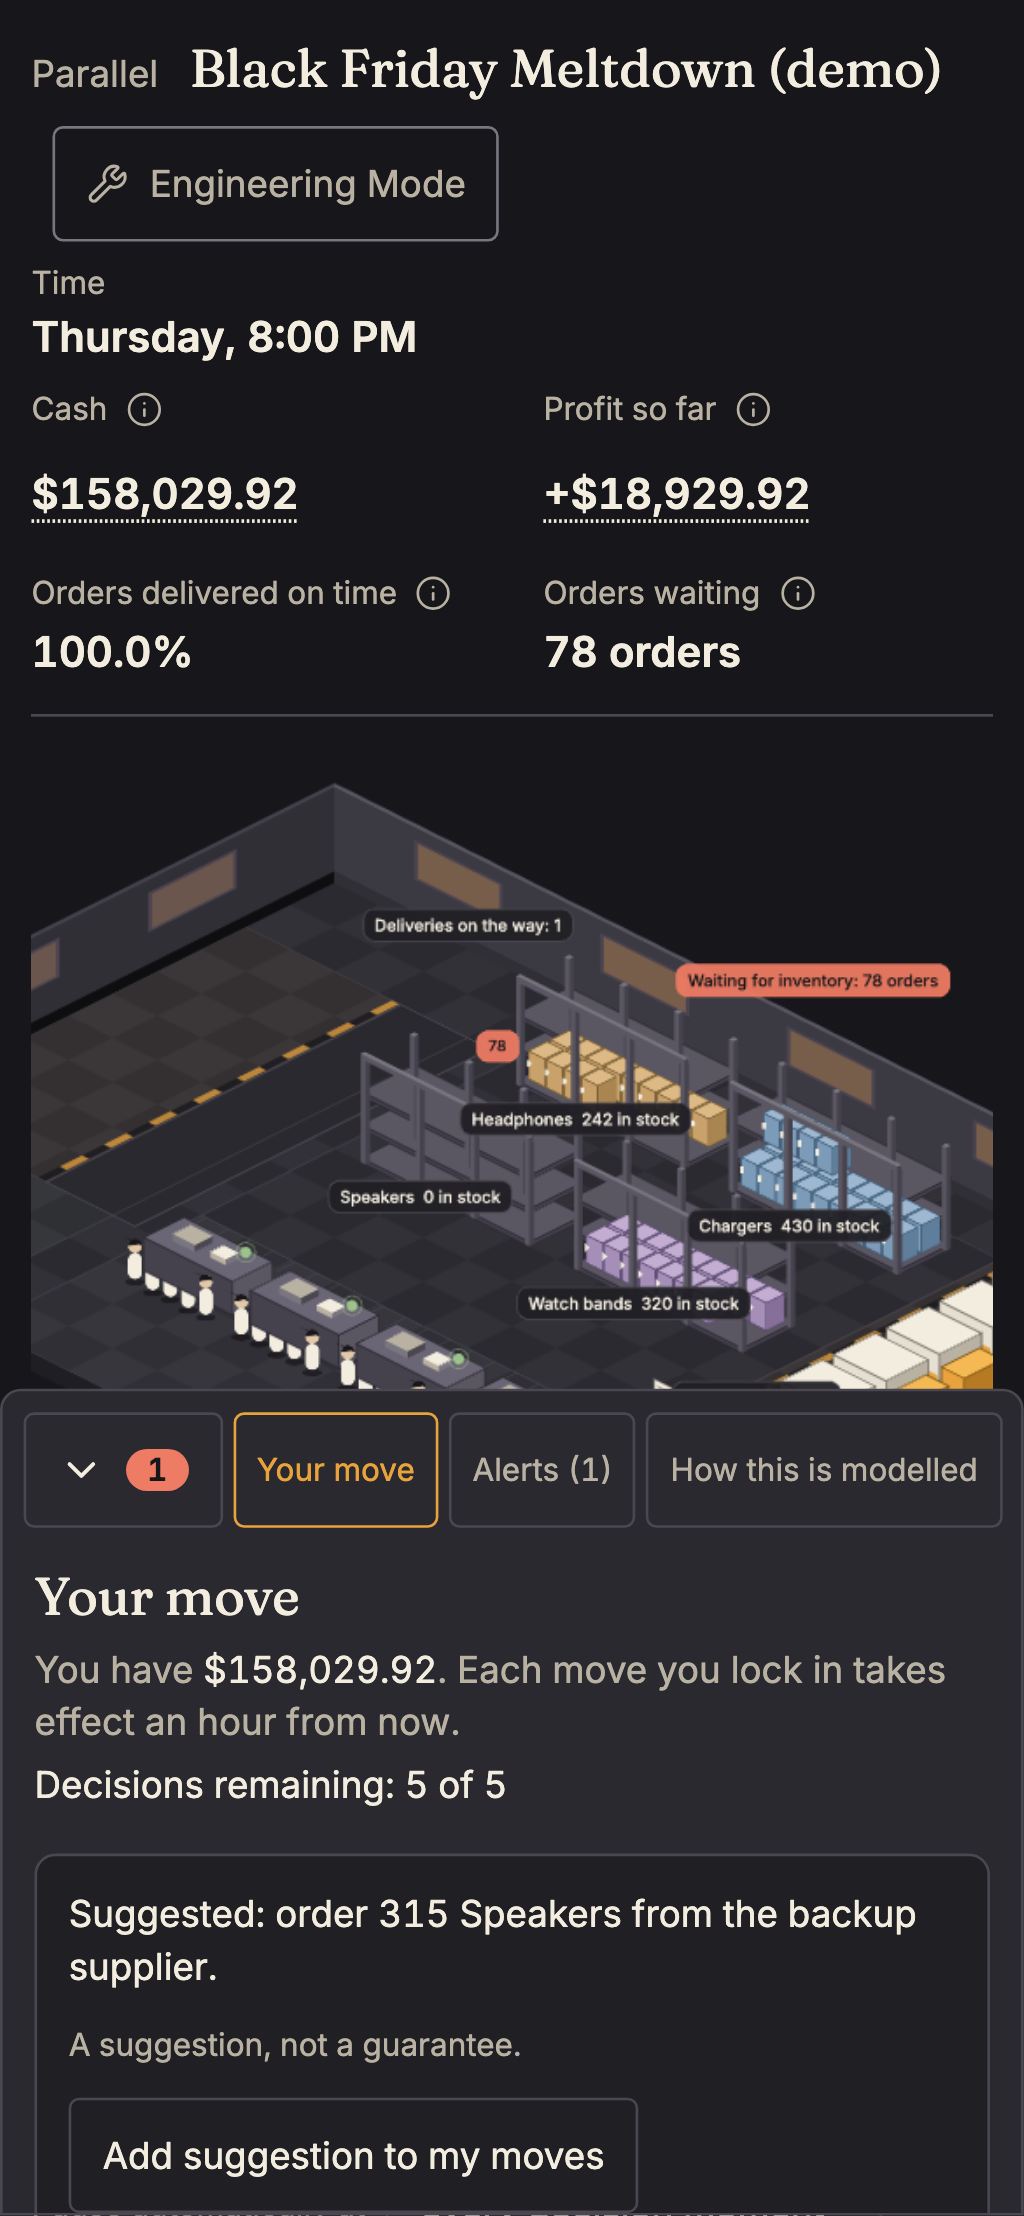 Parallel Black Friday Meltdown (demo)
Engineering Mode
Time
Thursday, 8:00 PM
Cash
Profit so far
$158,029.92
+$18,929.92
Orders delivered on time
Orders waiting
100.0%
78 orders
Deliveries on the way: 1
Waiting for inventory: 78 orders
78
Headphones 242 in stock
Speakers 0 in stock
Chargers 430 in stock
Watch bands 320 in stock
1
Your move
Alerts (1)
How this is modelled
Your move
You have $158,029.92. Each move you lock in takes
effect an hour from now.
Decisions remaining: 5 of 5
Suggested: order 315 Speakers from the backup
supplier.
A suggestion, not a guarantee.
Add suggestion to my moves